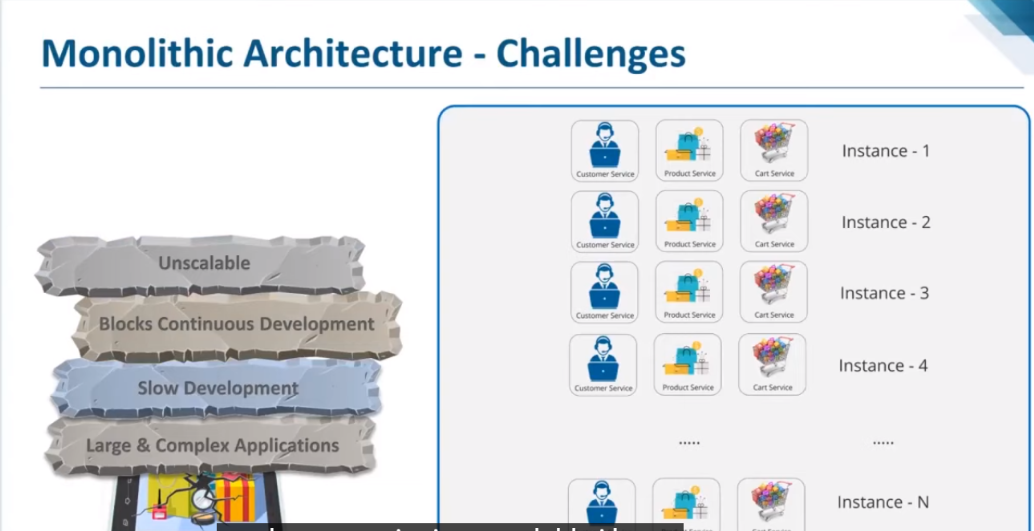 Monolithic Architecture - Challenges
Unscalable
Blocks Continuous Development
Slow Development
Large & Complex Applications
Customer Service Product Service Cart Service Instance - 1
Customer Service Product Service Cart Service Instance - 2
Customer Service Product Service Cart Service Instance - 3
Customer Service Product Service Cart Service Instance - 4
..... .....
Instance - N